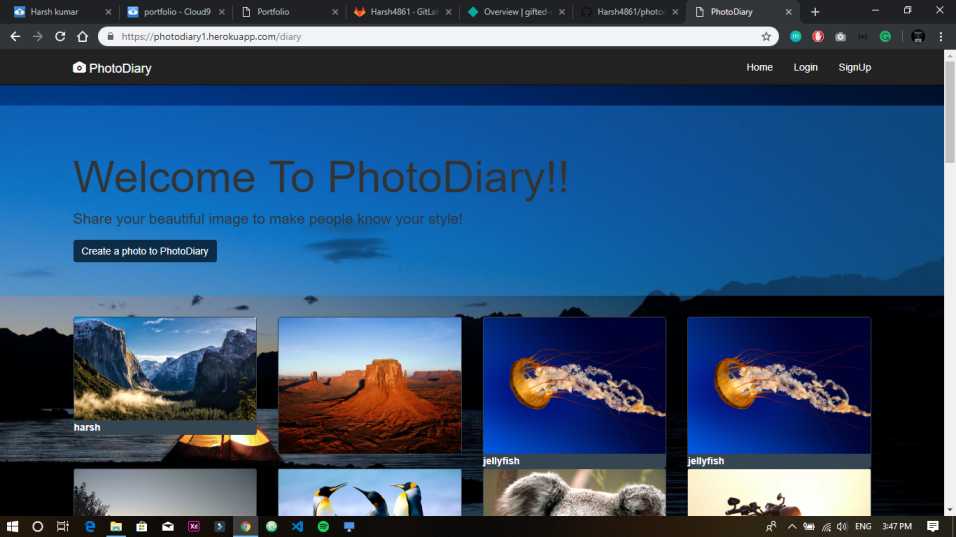 Harsh kumar
portfolio - Cloud9
Portfolio
Harsh4861 · GitLab
Overview | gifted-
Harsh4861/photo
PhotoDiary
https://photodiary1.herokuapp.com/diary
PhotoDiary
Home Login SignUp
Welcome To PhotoDiary!!
Share your beautiful image to make people know your style!
Create a photo to PhotoDiary
harsh
jellyfish
jellyfish
ENG 3:47 PM